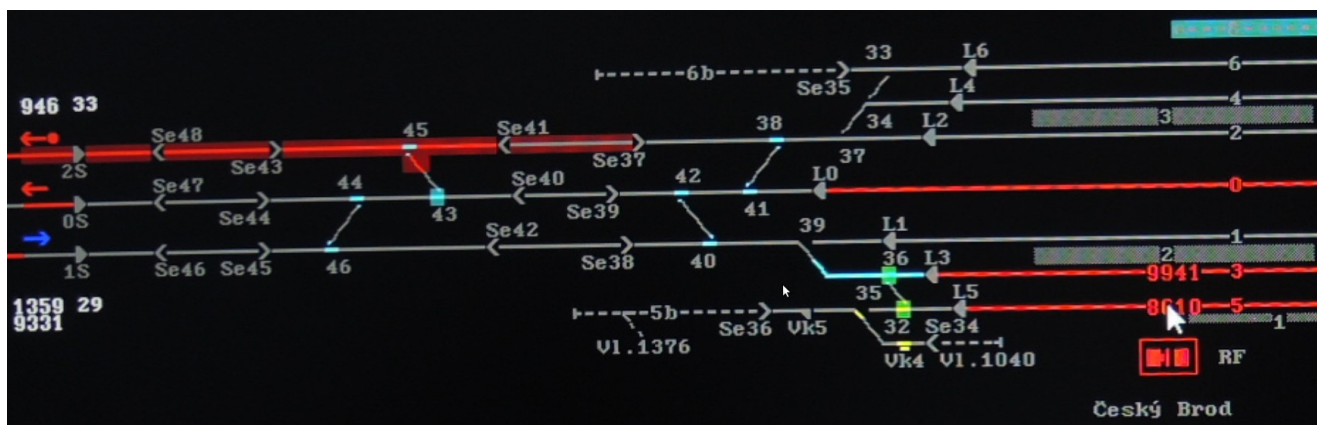 33 L6
6 6b
Se35
946 33 L4 4
34 3
Se48 45 Se41 38 L2 2
2S Se43 Se37 37
Se47 44 Se40 42 L0 0
0S Se44 43 Se39 41
Se42 39 L1 1
1S Se46 Se45 46 Se38 40 2
36 L3 9941 3
1359 29
9331
35 L5
5b Se36 Vk5 32 Se34 8610 5
1
Vl.1376 Vk4 Vl.1040 RF
Český Brod